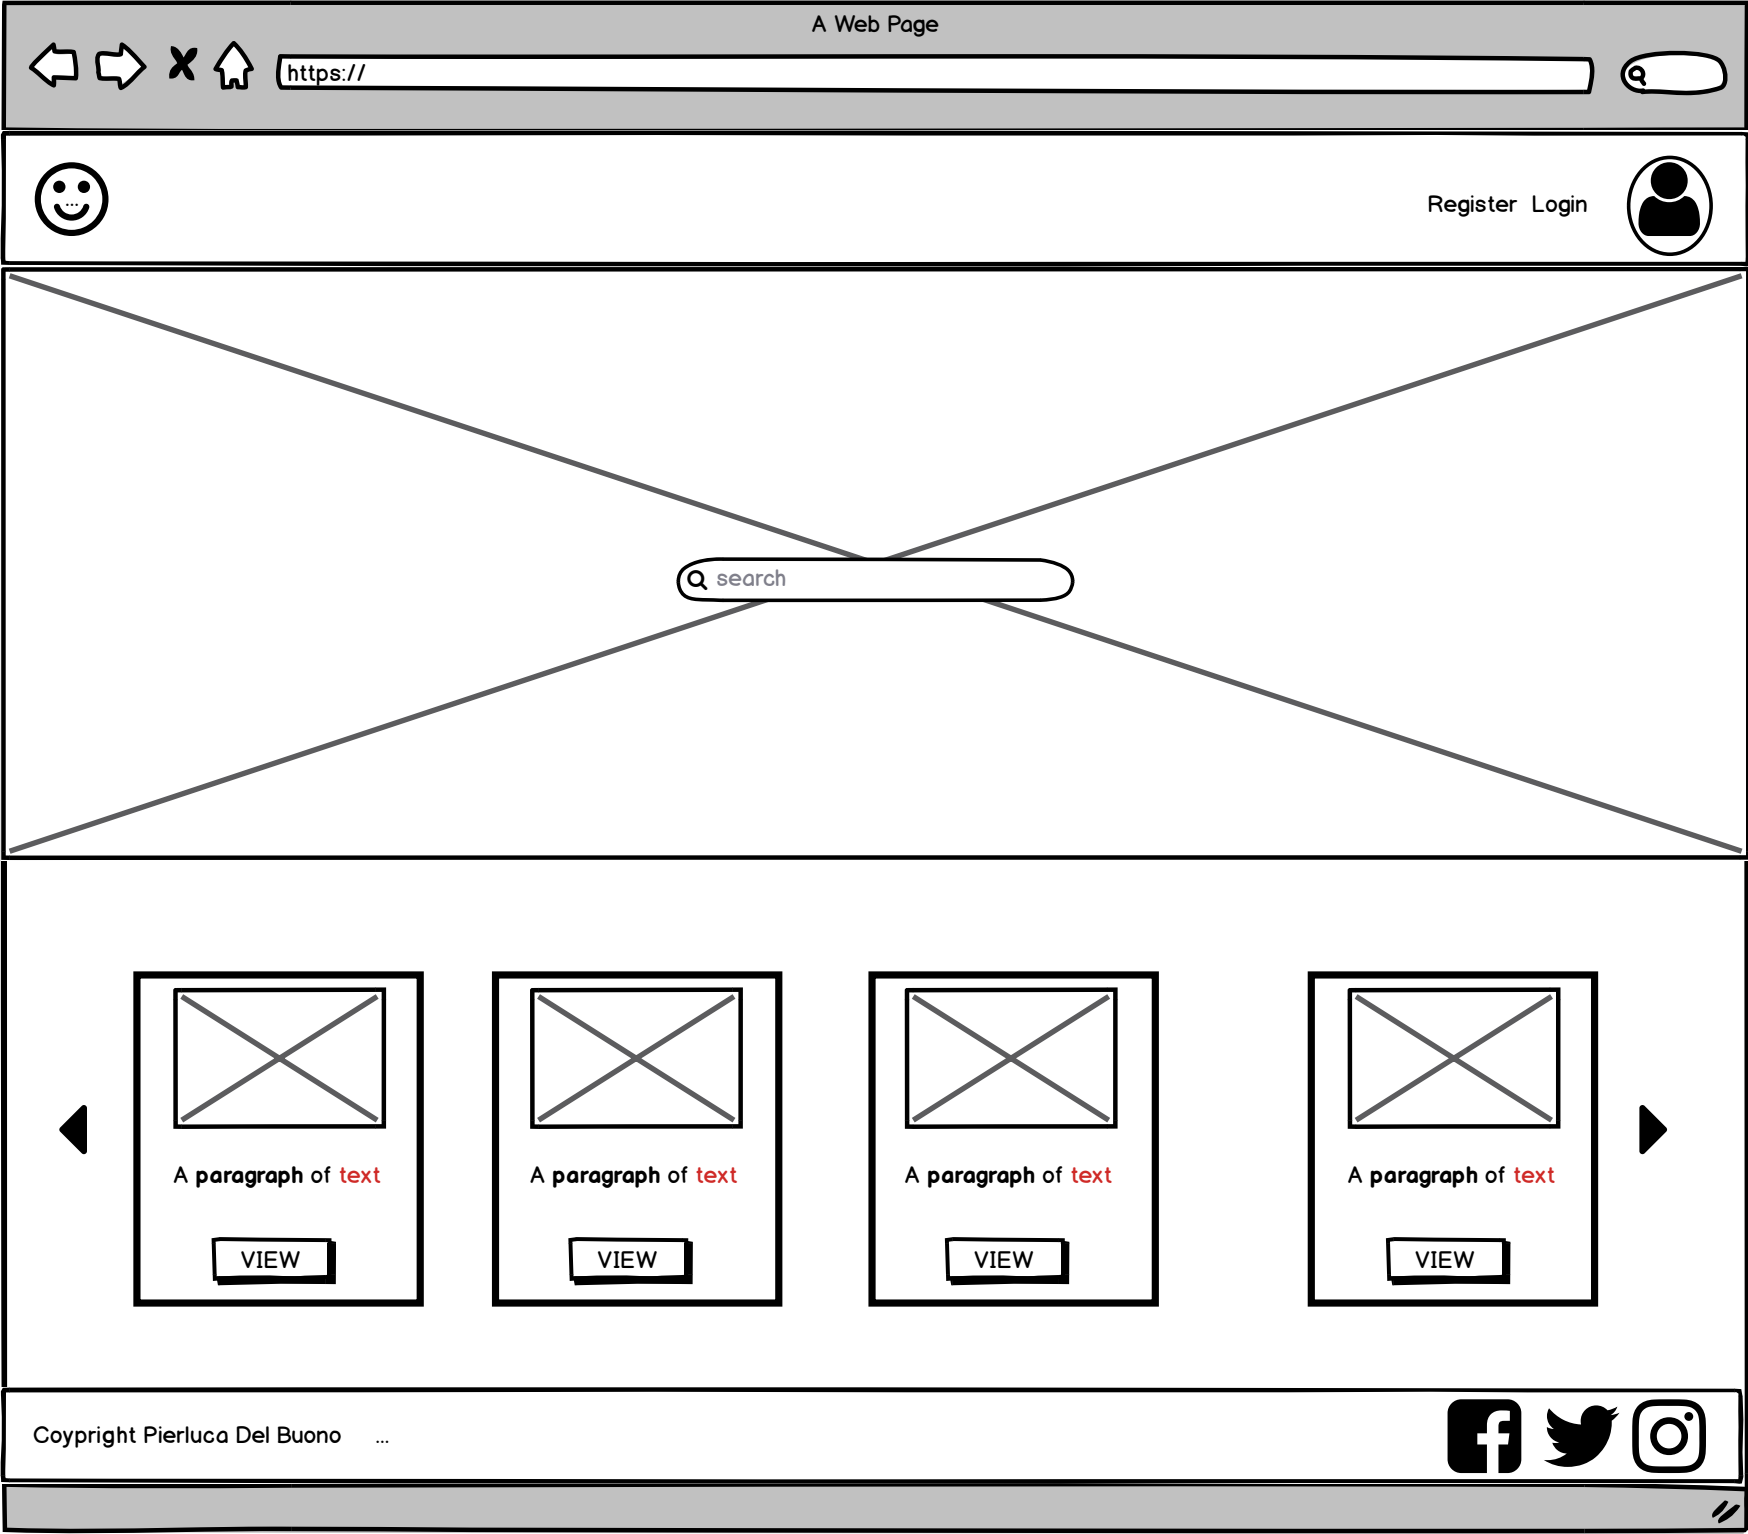 A Web Page
https://
...
Register Login
search
A paragraph of text
A paragraph of text
A paragraph of text
A paragraph of text
VIEW
VIEW
VIEW
VIEW
Coypright Pierluca Del Buono ...